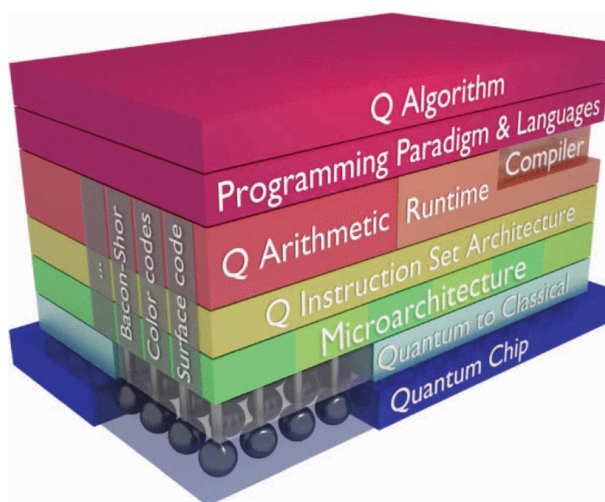 Q Algorithm
Programming Paradigm & Languages
Q Arithmetic
Runtime
Compiler
Q Instruction Set Architecture
Microarchitecture
Quantum to Classical
Quantum Chip
...
Bacon-Shor
Color codes
Surface code